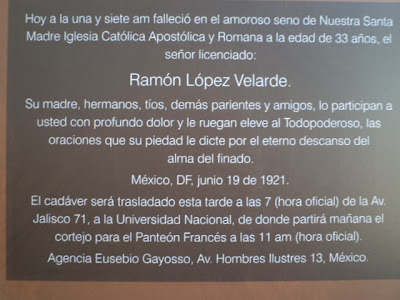 Hoy a la una y siete am falleció en el amoroso seno de Nuestra Santa
Madre Iglesia Católica Apostólica y Romana a la edad de 33 años, el
señor licenciado:
Ramón López Velarde.
Su madre, hermanos, tíos, demás parientes y amigos, lo participan a
usted con profundo dolor y le ruegan eleve al Todopoderoso, las
oraciones que su piedad le dicte por el eterno descanso del
alma del finado.
México, DF, junio 19 de 1921.
El cadáver será trasladado esta tarde a las 7 (hora oficial) de la Av.
Jalisco 71, a la Universidad Nacional, de donde partirá mañana el
cortejo para el Panteón Francés a las 11 am (hora oficial).
Agencia Eusebio Gayosso, Av. Hombres Ilustres 13, México.